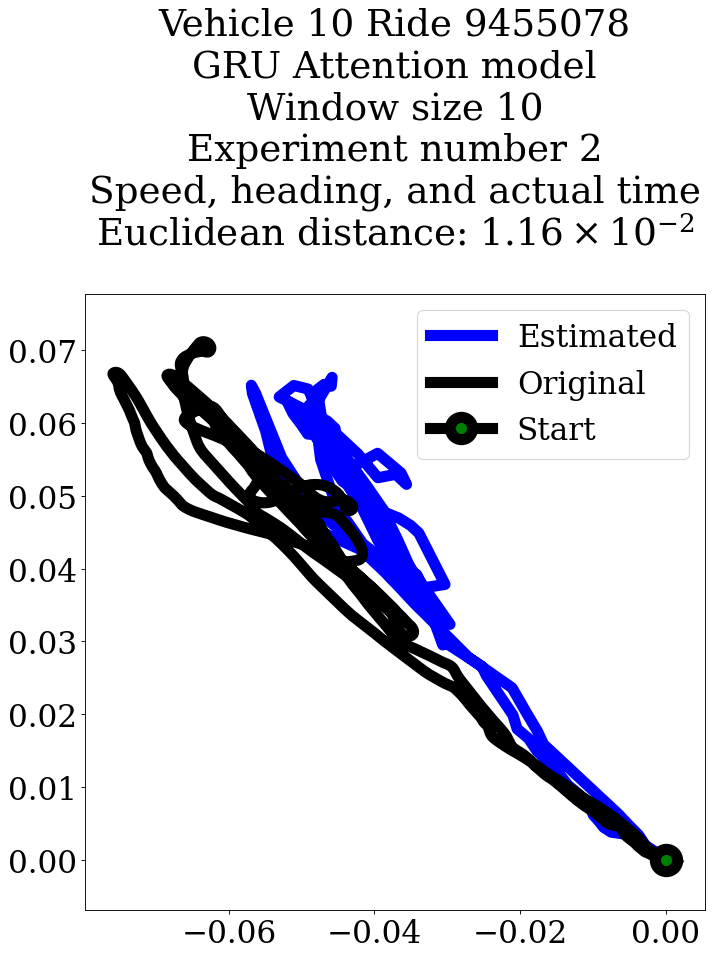 Vehicle 10 Ride 9455078
GRU Attention model
Window size 10
Experiment number 2
Speed, heading, and actual time
Euclidean distance: 1.16 × 10⁻²
Estimated
Original
Start
0.07
0.06
0.05
0.04
0.03
0.02
0.01
0.00
−0.06 −0.04 −0.02 0.00